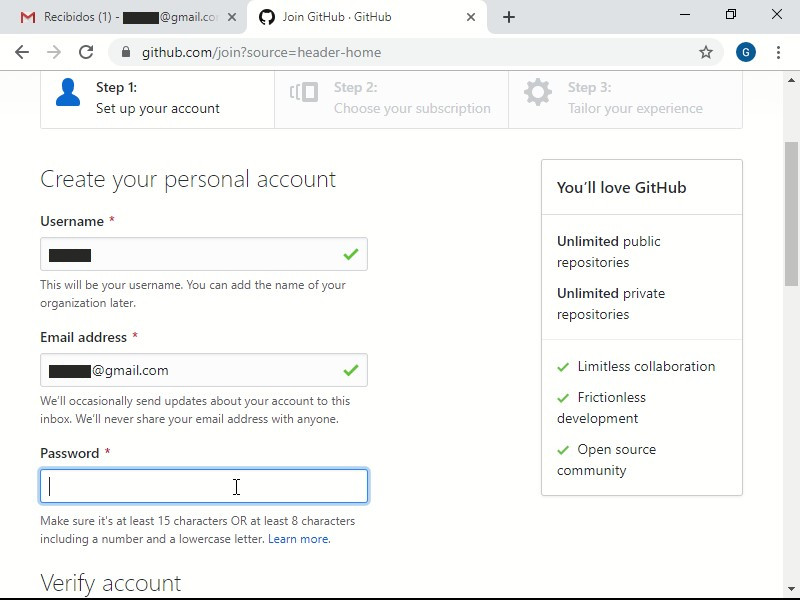 Recibidos (1) - @gmail.co
Join GitHub · GitHub
github.com/join?source=header-home
G
Step 1:
Set up your account
Step 2:
Choose your subscription
Step 3:
Tailor your experience
Create your personal account
Username *
This will be your username. You can add the name of your
organization later.
Email address *
@gmail.com
We'll occasionally send updates about your account to this
inbox. We'll never share your email address with anyone.
Password *
Make sure it's at least 15 characters OR at least 8 characters
including a number and a lowercase letter. Learn more.
Verify account
You'll love GitHub
Unlimited public
repositories
Unlimited private
repositories
Limitless collaboration
Frictionless
development
Open source
community